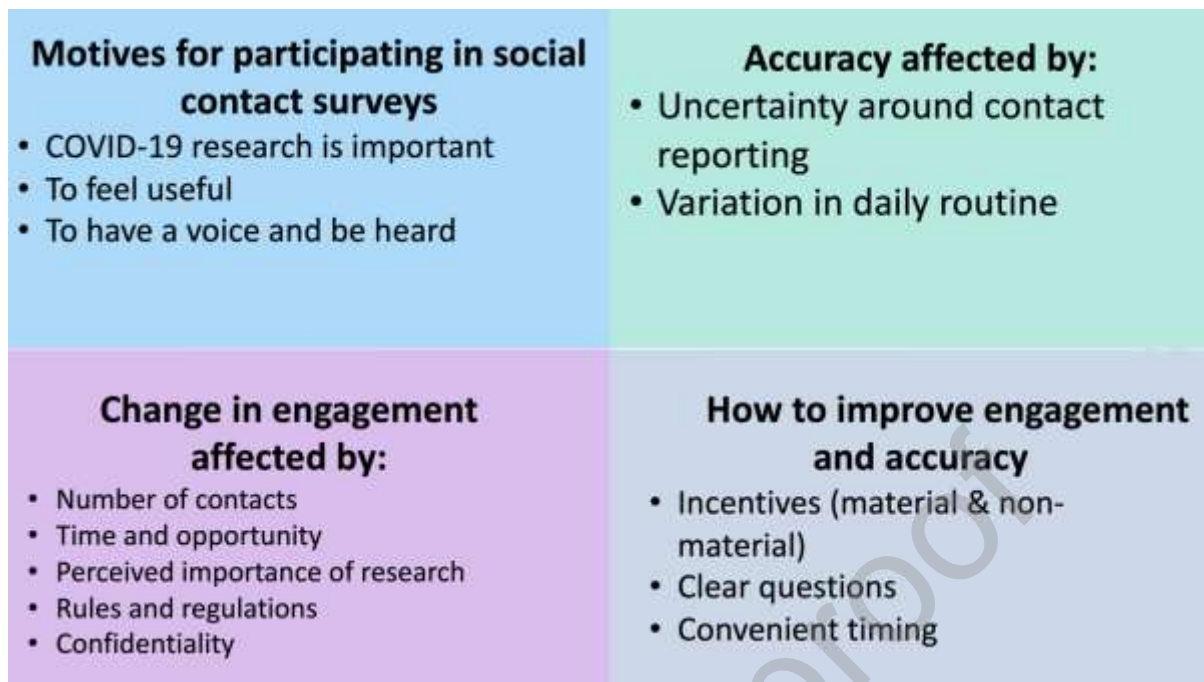 Motives for participating in social
contact surveys
• COVID-19 research is important
• To feel useful
• To have a voice and be heard
Accuracy affected by:
• Uncertainty around contact
reporting
• Variation in daily routine
Change in engagement
affected by:
• Number of contacts
• Time and opportunity
• Perceived importance of research
• Rules and regulations
• Confidentiality
How to improve engagement
and accuracy
• Incentives (material & non-
material)
• Clear questions
• Convenient timing
proof